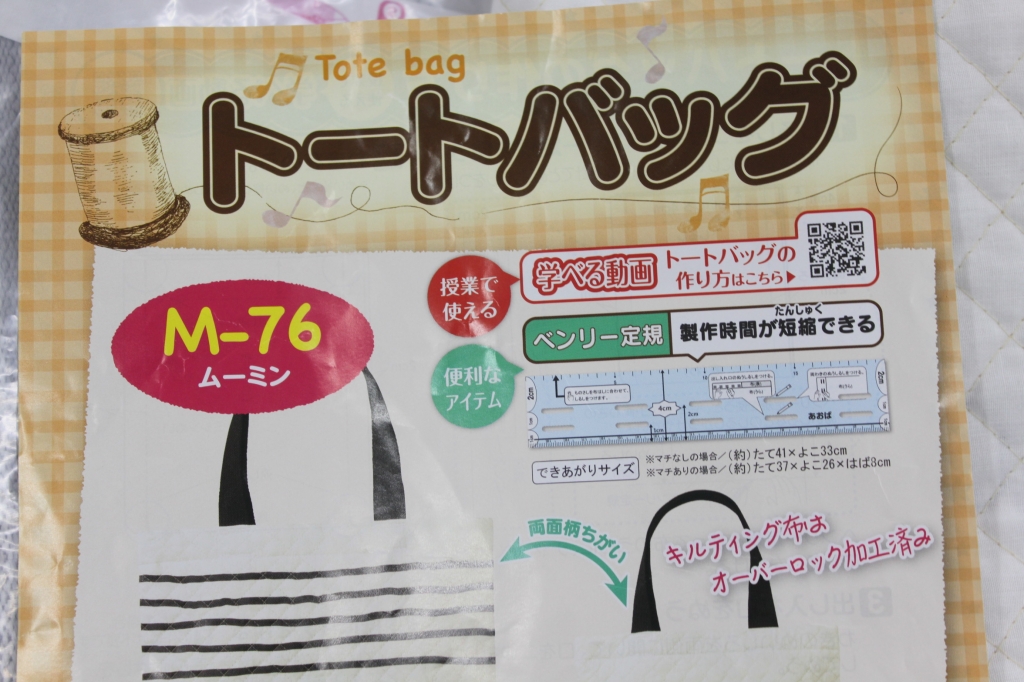 Tote bag
トートバッグ
M-76
ムーミン
授業で
使える
学べる動画
トートバッグの
作り方はこちら▶
便利な
アイテム
ベンリー定規
製作時間が短縮できる
たんしゅく
4cm
2cm
あおば
できあがりサイズ
※マチなしの場合／(約)たて41×よこ33cm
※マチありの場合／(約)たて37×よこ26×はば8cm
両面柄ちがい
キルティング布は
オーバーロック加工済み